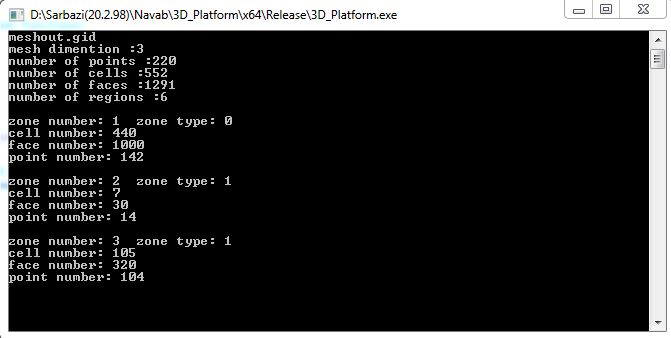 D:\Sarbazi(20.2.98)\Navab\3D_Platform\x64\Release\3D_Platform.exe
meshout.gid
mesh dimention :3
number of points :220
number of cells :552
number of faces :1291
number of regions :6
zone number: 1  zone type: 0
cell number: 440
face number: 1000
point number: 142
zone number: 2  zone type: 1
cell number: 7
face number: 30
point number: 14
zone number: 3  zone type: 1
cell number: 105
face number: 320
point number: 104